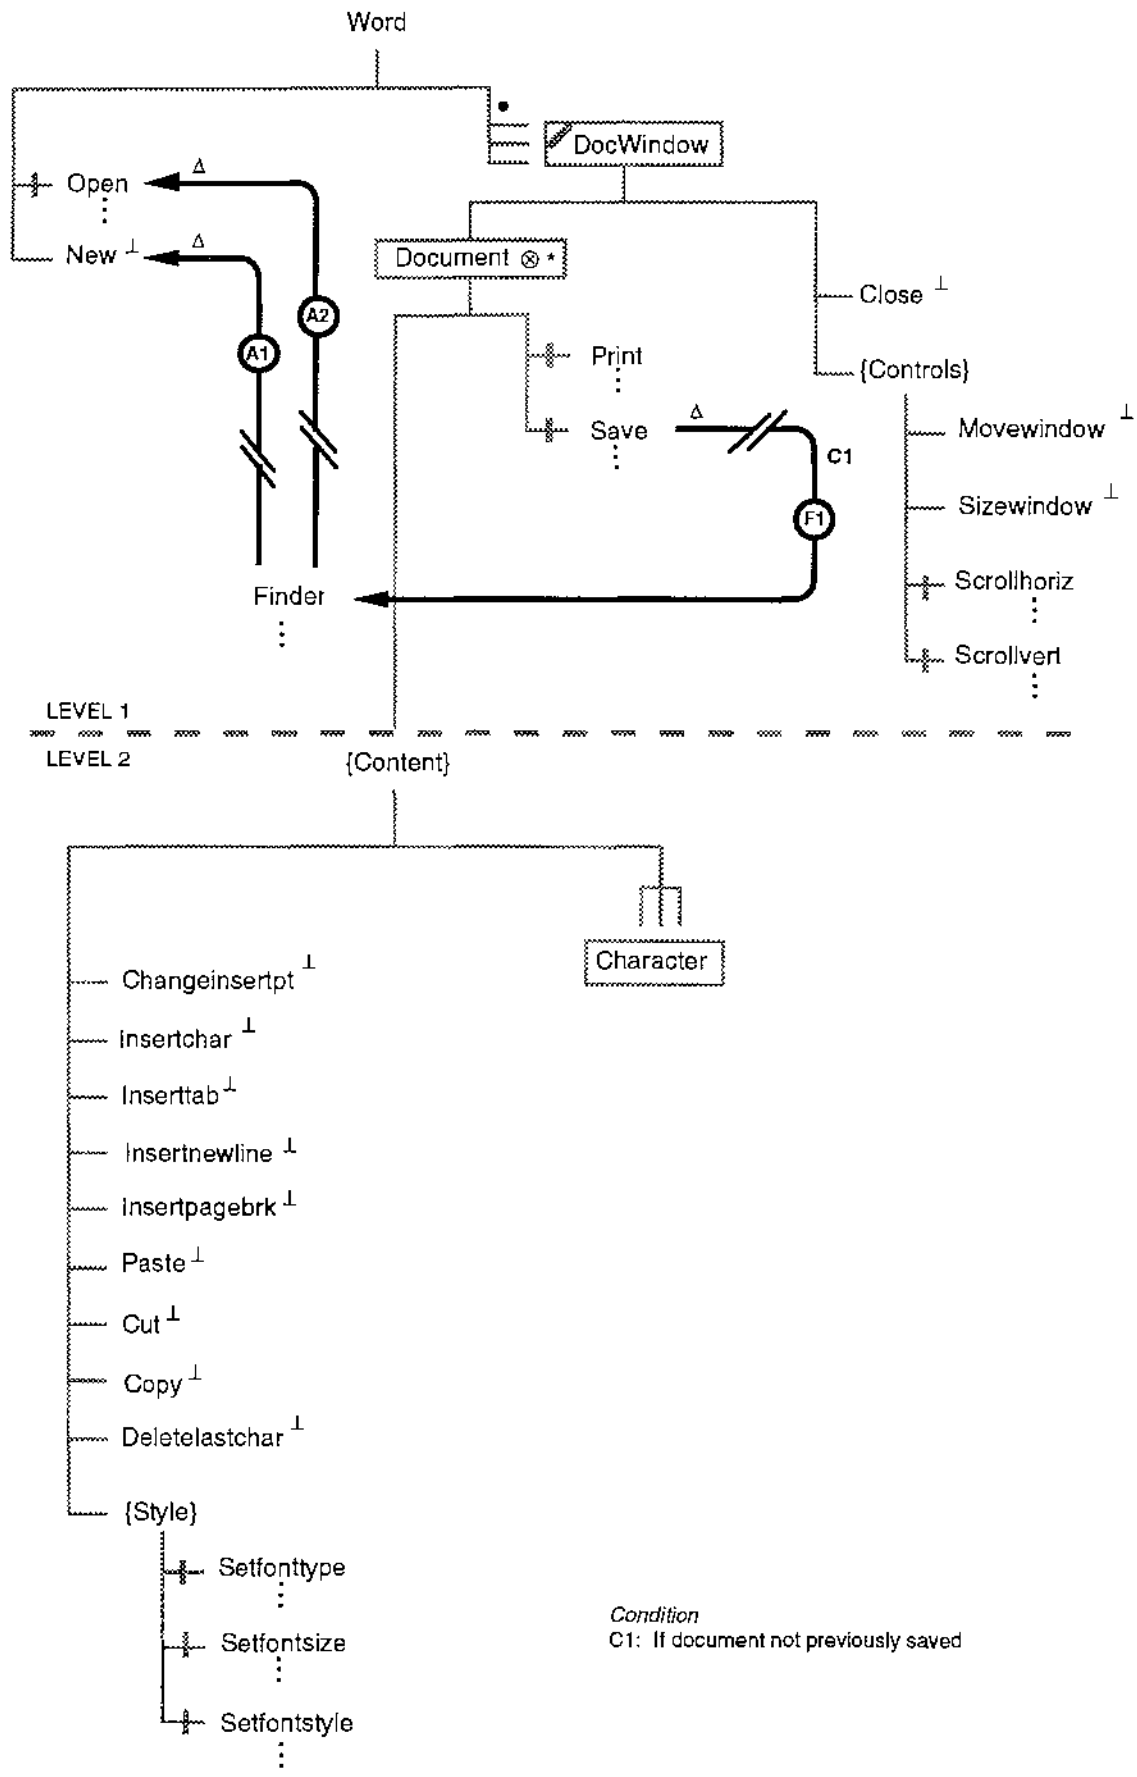 Word
DocWindow
Open
Δ
New ⊥
Δ
Document ⊗ *
Close ⊥
A2
A1
Print
{Controls}
Save
Δ
C1
Movewindow ⊥
Sizewindow ⊥
F1
Scrollhoriz
Finder
Scrollvert
LEVEL 1
LEVEL 2
{Content}
Character
Changeinsertpt ⊥
Insertchar ⊥
Inserttab ⊥
Insertnewline ⊥
Insertpagebrk ⊥
Paste ⊥
Cut ⊥
Copy ⊥
Deletelastchar ⊥
{Style}
Setfonttype
Setfontsize
Setfontstyle
Condition
C1: If document not previously saved